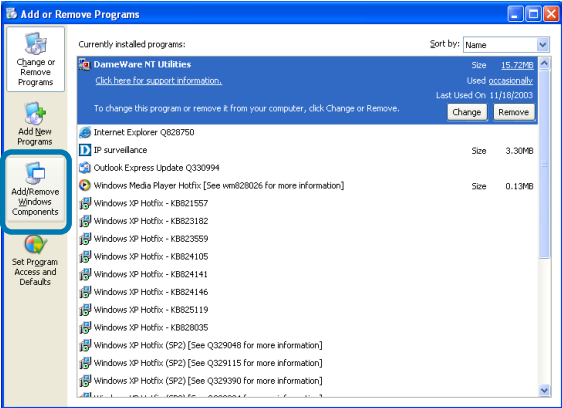 Add or Remove Programs
Change or
Remove
Programs
Add New
Programs
Add/Remove
Windows
Components
Set Program
Access and
Defaults
Currently installed programs:
Sort by: Name
DameWare NT Utilities Size 15.72MB
Click here for support information. Used occasionally
Last Used On 11/18/2003
To change this program or remove it from your computer, click Change or Remove. Change Remove
Internet Explorer Q828750
IP surveillance Size 3.30MB
Outlook Express Update Q330994
Windows Media Player Hotfix [See wm828026 for more information] Size 0.13MB
Windows XP Hotfix - KB821557
Windows XP Hotfix - KB823182
Windows XP Hotfix - KB823559
Windows XP Hotfix - KB824105
Windows XP Hotfix - KB824141
Windows XP Hotfix - KB824146
Windows XP Hotfix - KB825119
Windows XP Hotfix - KB828035
Windows XP Hotfix (SP2) [See Q329048 for more information]
Windows XP Hotfix (SP2) [See Q329115 for more information]
Windows XP Hotfix (SP2) [See Q329390 for more information]